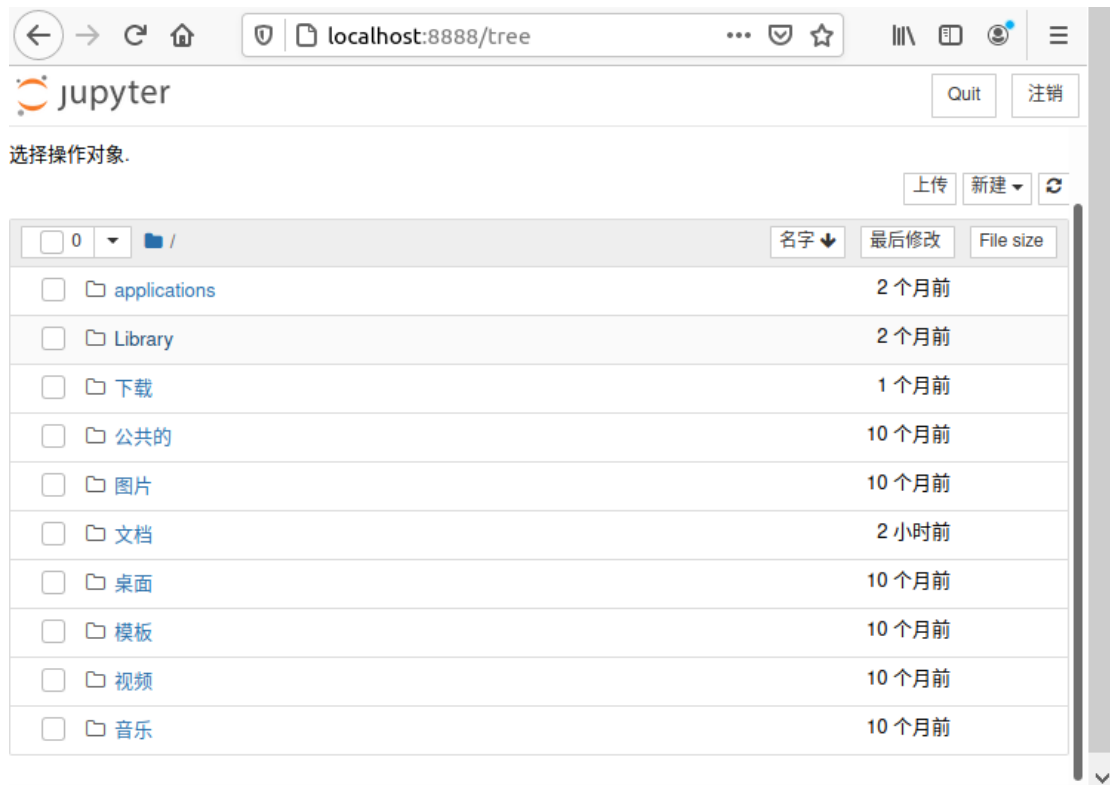 localhost:8888/tree
jupyter Quit 注销
选择操作对象.
上传 新建
0 / 名字 最后修改 File size
applications 2 个月前
Library 2 个月前
下载 1 个月前
公共的 10 个月前
图片 10 个月前
文档 2 小时前
桌面 10 个月前
模板 10 个月前
视频 10 个月前
音乐 10 个月前